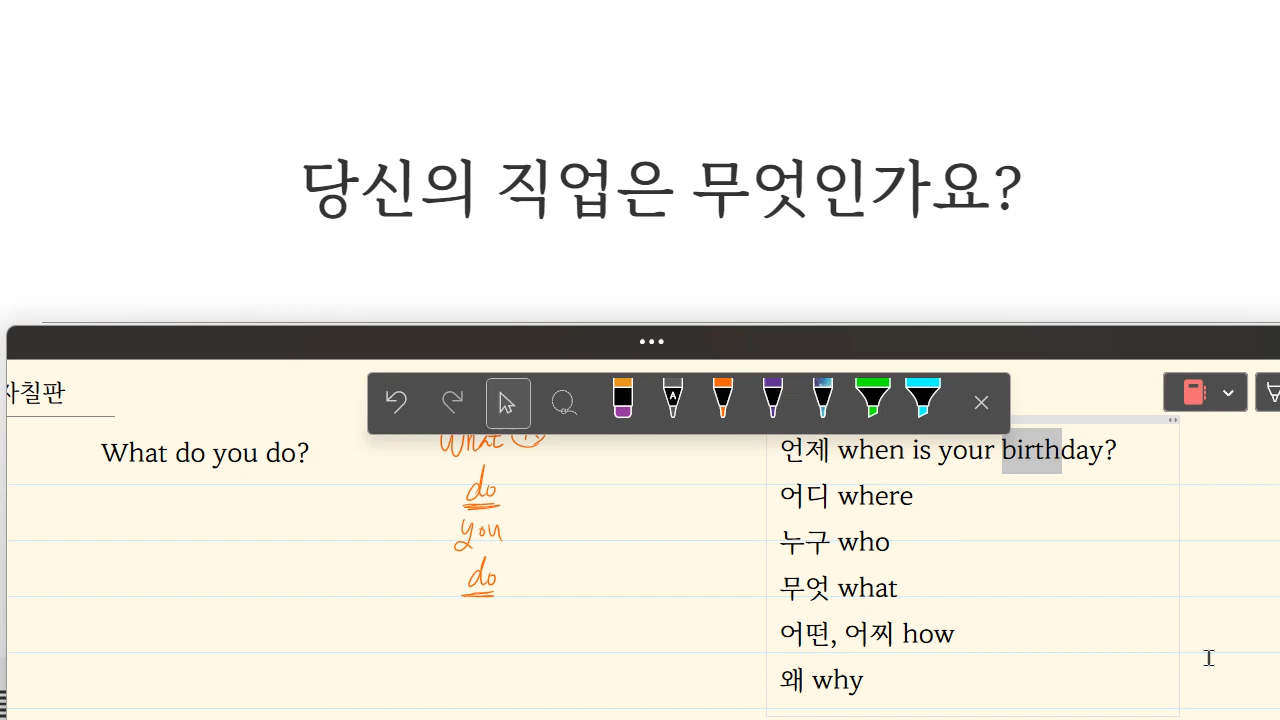 당신의 직업은 무엇인가요?
자칠판
What do you do?
What
do
you
do
언제 when is your birthday?
어디 where
누구 who
무엇 what
어떤, 어찌 how
왜 why